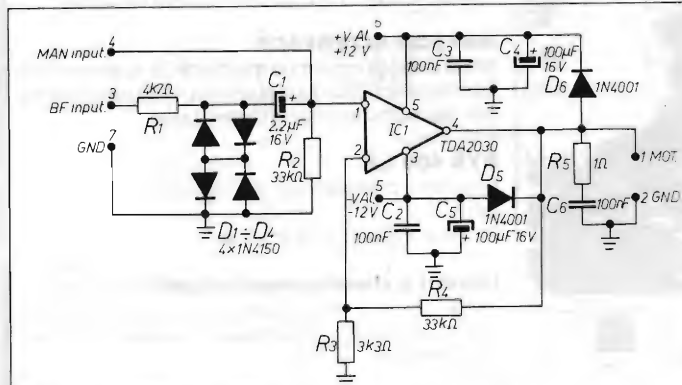 4
MAN input.
3
BF input.
7
GND
4K7Ω
R1
C1
+
2.2µF
16V
R2
33kΩ
D1÷D4
4×1N4150
6
+V Al.
+12 V
C3
100nF
C4
+
100µF
16V
D6
1N4001
1
2
5
3
4
IC1
TDA2030
5
-V Al.
-12V
C2
100nF
C5
+
100µF 16V
D5
1N4001
R5
1Ω
C6
100nF
1 MOT.
2 GND
R4
33kΩ
R3
3k3Ω